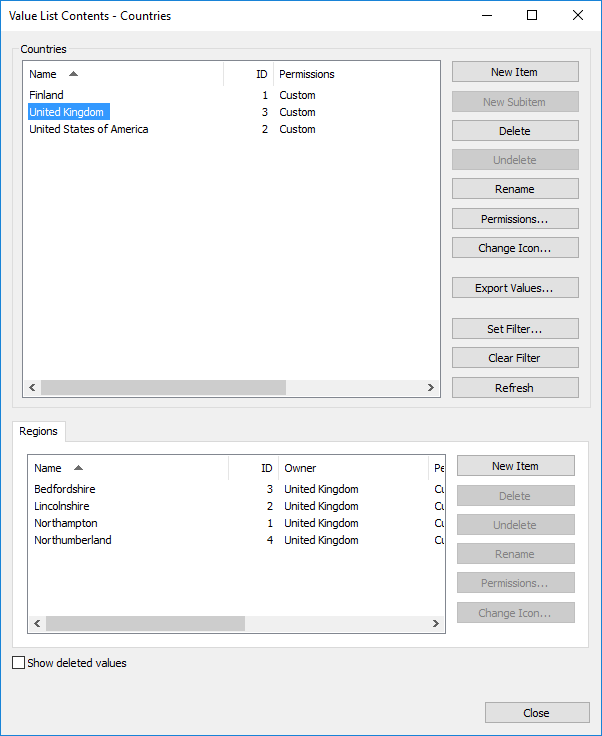 Value List Contents - Countries
Countries
Name ID Permissions
Finland 1 Custom
United Kingdom 3 Custom
United States of America 2 Custom
New Item
New Subitem
Delete
Undelete
Rename
Permissions...
Change Icon...
Export Values...
Set Filter...
Clear Filter
Refresh
Regions
Name ID Owner Pe
Bedfordshire 3 United Kingdom Cu
Lincolnshire 2 United Kingdom Cu
Northampton 1 United Kingdom Cu
Northumberland 4 United Kingdom Cu
New Item
Delete
Undelete
Rename
Permissions...
Change Icon...
Show deleted values
Close